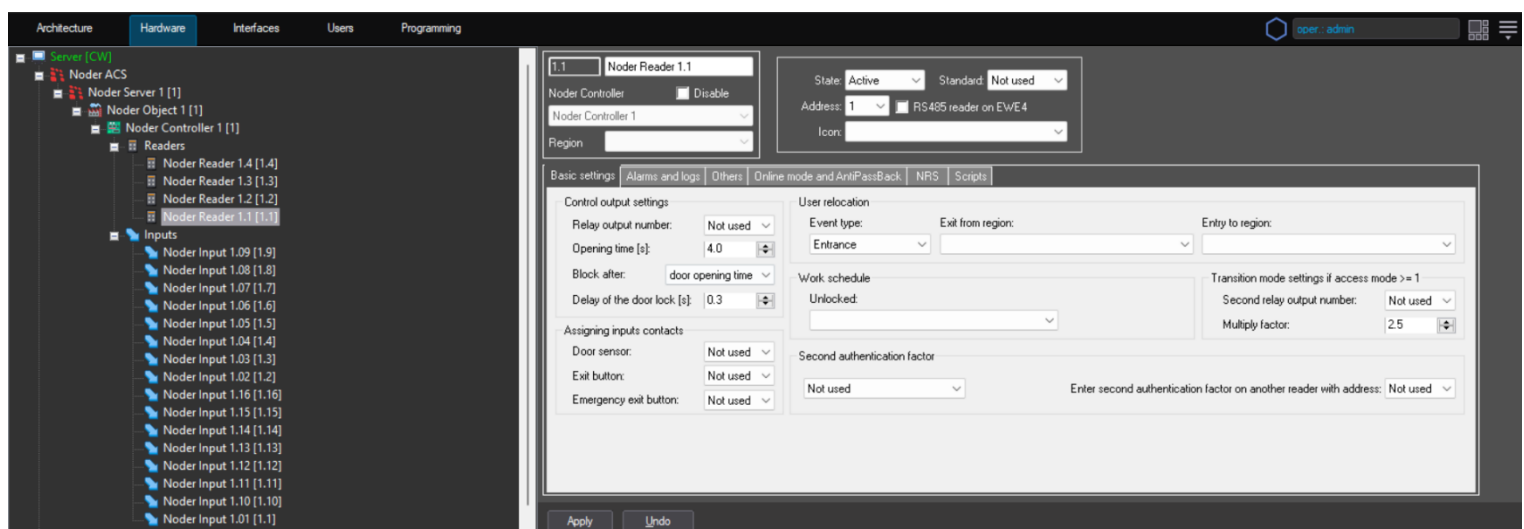 Architecture Hardware Interfaces Users Programming oper.: admin
Server [CW]
Noder ACS
Noder Server 1 [1]
Noder Object 1 [1]
Noder Controller 1 [1]
Readers
Noder Reader 1.4 [1.4]
Noder Reader 1.3 [1.3]
Noder Reader 1.2 [1.2]
Noder Reader 1.1 [1.1]
Inputs
Noder Input 1.09 [1.9]
Noder Input 1.08 [1.8]
Noder Input 1.07 [1.7]
Noder Input 1.06 [1.6]
Noder Input 1.05 [1.5]
Noder Input 1.04 [1.4]
Noder Input 1.03 [1.3]
Noder Input 1.02 [1.2]
Noder Input 1.16 [1.16]
Noder Input 1.15 [1.15]
Noder Input 1.14 [1.14]
Noder Input 1.13 [1.13]
Noder Input 1.12 [1.12]
Noder Input 1.11 [1.11]
Noder Input 1.10 [1.10]
Noder Input 1.01 [1.1]
1.1 Noder Reader 1.1
Noder Controller Disable
Noder Controller 1
Region
State: Active Standard: Not used
Address: 1 RS485 reader on EWE4
Icon:
Basic settings Alarms and logs Others Online mode and AntiPassBack NRS Scripts
Control output settings
Relay output number: Not used
Opening time [s]: 4.0
Block after: door opening time
Delay of the door lock [s]: 0.3
Assigning inputs contacts
Door sensor: Not used
Exit button: Not used
Emergency exit button: Not used
User relocation
Event type: Exit from region: Entry to region:
Entrance
Work schedule
Unlocked:
Transition mode settings if access mode >= 1
Second relay output number: Not used
Multiply factor: 2.5
Second authentication factor
Not used Enter second authentication factor on another reader with address: Not used
Apply Undo